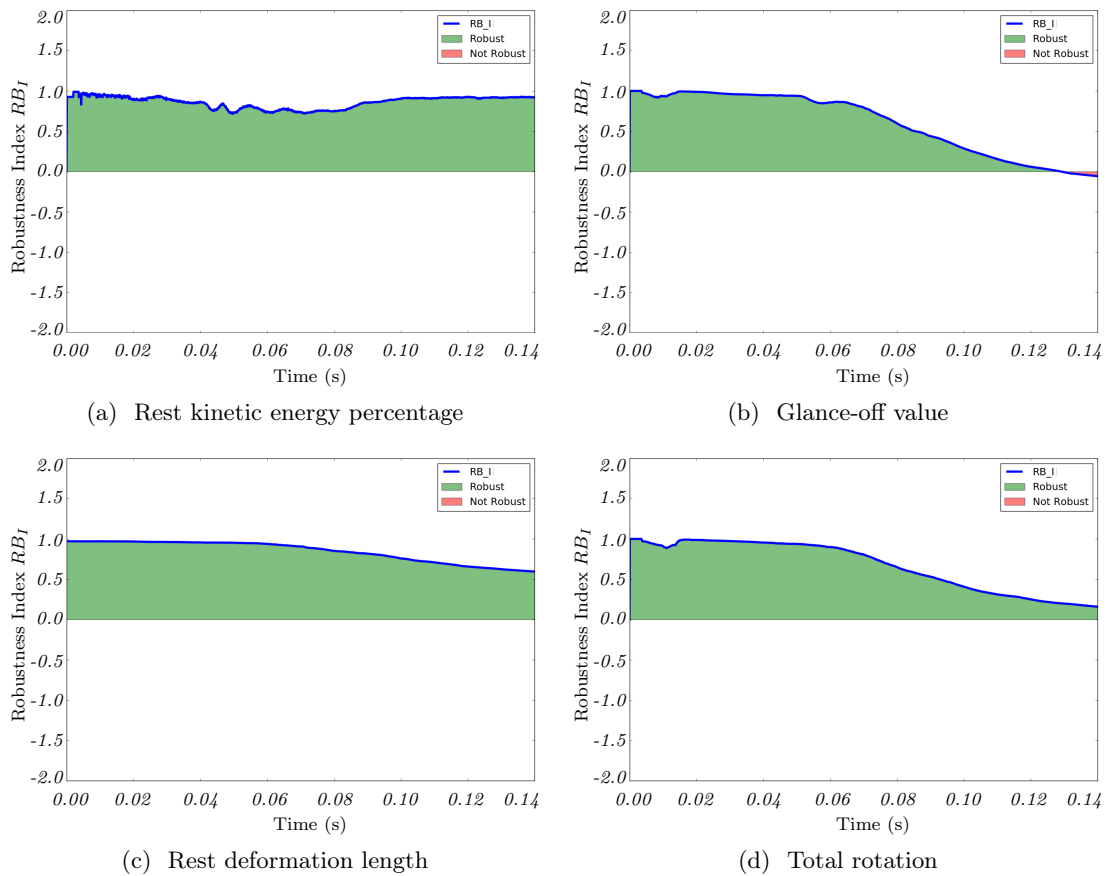 2.0
1.5
1.0
0.5
0.0
-0.5
-1.0
-1.5
-2.0
Robustness Index RB_I
RB_I
Robust
Not Robust
0.00 0.02 0.04 0.06 0.08 0.10 0.12 0.14
Time (s)
(a) Rest kinetic energy percentage
2.0
1.5
1.0
0.5
0.0
-0.5
-1.0
-1.5
-2.0
Robustness Index RB_I
RB_I
Robust
Not Robust
0.00 0.02 0.04 0.06 0.08 0.10 0.12 0.14
Time (s)
(b) Glance-off value
2.0
1.5
1.0
0.5
0.0
-0.5
-1.0
-1.5
-2.0
Robustness Index RB_I
RB_I
Robust
Not Robust
0.00 0.02 0.04 0.06 0.08 0.10 0.12 0.14
Time (s)
(c) Rest deformation length
2.0
1.5
1.0
0.5
0.0
-0.5
-1.0
-1.5
-2.0
Robustness Index RB_I
RB_I
Robust
Not Robust
0.00 0.02 0.04 0.06 0.08 0.10 0.12 0.14
Time (s)
(d) Total rotation